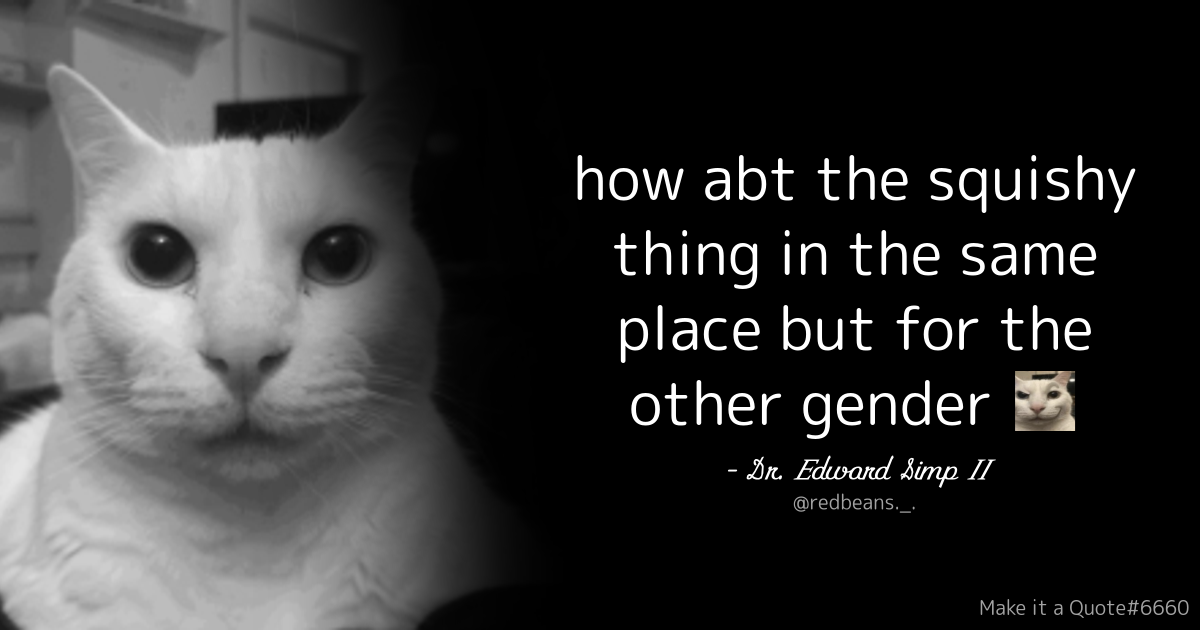 how abt the squishy
thing in the same
place but for the
other gender
- Dr. Edward Simp II
@redbeans._.
Make it a Quote#6660